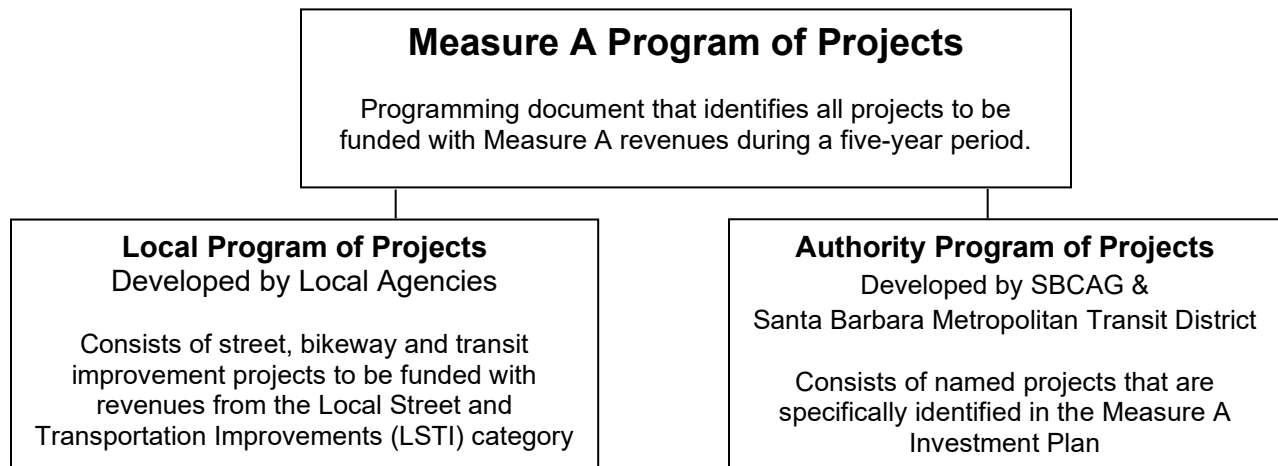 Measure A Program of Projects
Programming document that identifies all projects to be
funded with Measure A revenues during a five-year period.
Local Program of Projects
Developed by Local Agencies
Consists of street, bikeway and transit
improvement projects to be funded with
revenues from the Local Street and
Transportation Improvements (LSTI) category
Authority Program of Projects
Developed by SBCAG &
Santa Barbara Metropolitan Transit District
Consists of named projects that are
specifically identified in the Measure A
Investment Plan